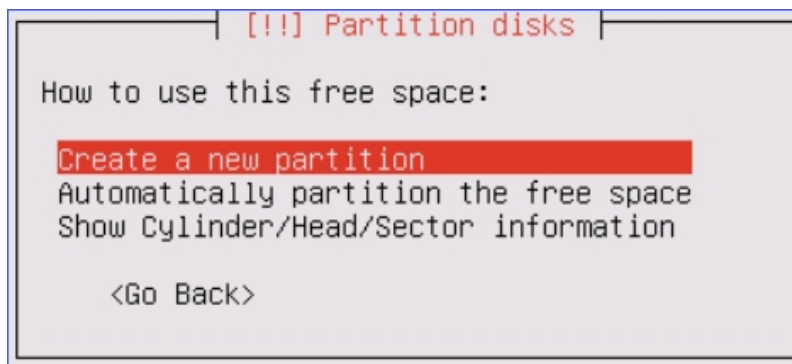 [!!] Partition disks
How to use this free space:
Create a new partition
Automatically partition the free space
Show Cylinder/Head/Sector information
<Go Back>